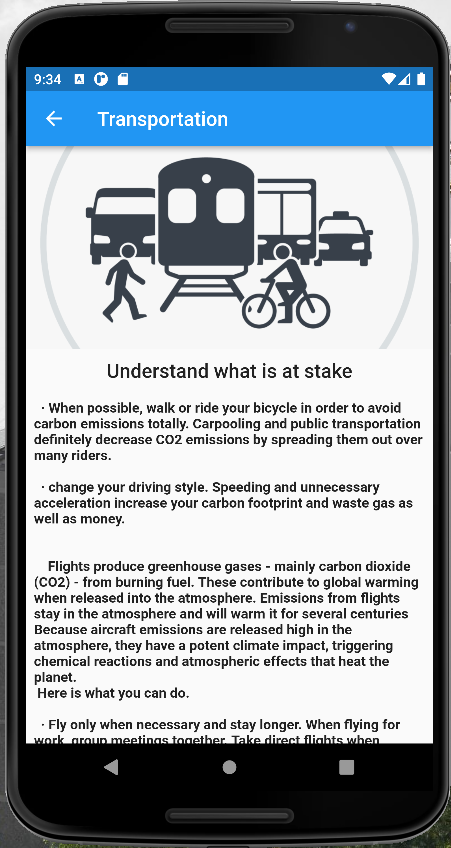 9:34
Transportation
Understand what is at stake
· When possible, walk or ride your bicycle in order to avoid
carbon emissions totally. Carpooling and public transportation
definitely decrease CO2 emissions by spreading them out over
many riders.
· change your driving style. Speeding and unnecessary
acceleration increase your carbon footprint and waste gas as
well as money.
Flights produce greenhouse gases - mainly carbon dioxide
(CO2) - from burning fuel. These contribute to global warming
when released into the atmosphere. Emissions from flights
stay in the atmosphere and will warm it for several centuries
Because aircraft emissions are released high in the
atmosphere, they have a potent climate impact, triggering
chemical reactions and atmospheric effects that heat the
planet.
Here is what you can do.
· Fly only when necessary and stay longer. When flying for
work, group meetings together. Take direct flights when